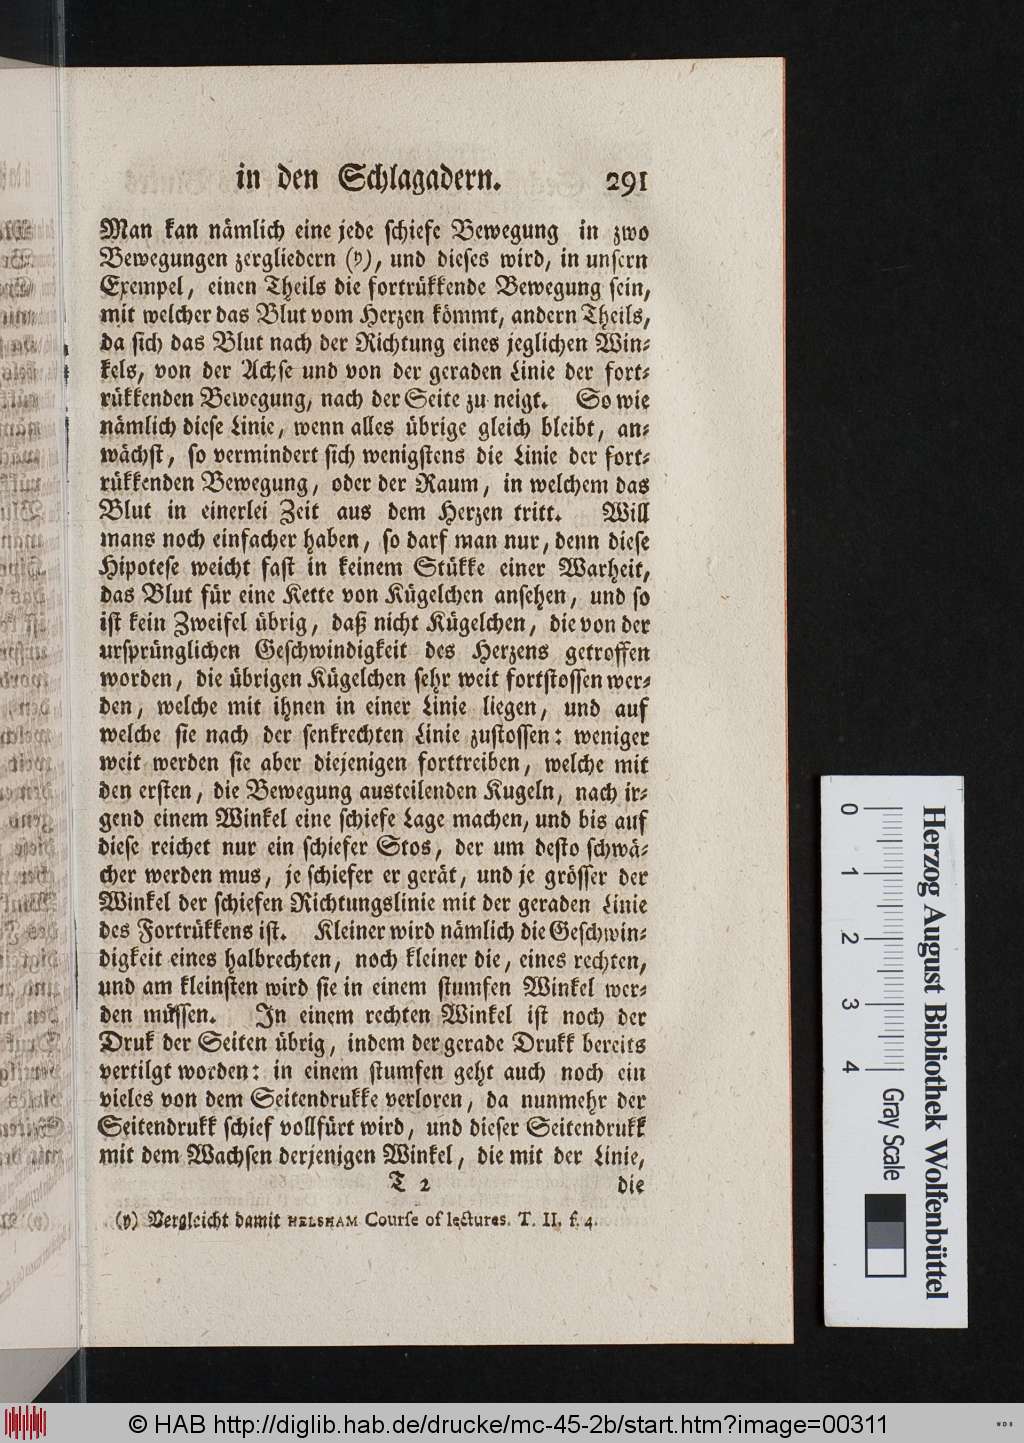 in den Schlagadern. 291
Man kan nämlich eine jede schiefe Bewegung in zwo
Bewegungen zergliedern (y), und dieses wird, in unsern
Exempel, einen Theils die fortrükkende Bewegung sein,
mit welcher das Blut vom Herzen kömmt, andern Theils,
da sich das Blut nach der Richtung eines jeglichen Win-
kels, von der Achse und von der geraden Linie der fort-
rükkenden Bewegung, nach der Seite zu neigt. So wie
nämlich diese Linie, wenn alles übrige gleich bleibt, an-
wächst, so vermindert sich wenigstens die Linie der fort-
rükkenden Bewegung, oder der Raum, in welchem das
Blut in einerlei Zeit aus dem Herzen tritt. Will
mans noch einfacher haben, so darf man nur, denn diese
Hipotese weicht fast in keinem Stükke einer Warheit,
das Blut für eine Kette von Kügelchen ansehen, und so
ist kein Zweifel übrig, daß nicht Kügelchen, die von der
ursprünglichen Geschwindigkeit des Herzens getroffen
worden, die übrigen Kügelchen sehr weit fortstossen wer-
den, welche mit ihnen in einer Linie liegen, und auf
welche sie nach der senkrechten Linie zustossen: weniger
weit werden sie aber diejenigen forttreiben, welche mit
den ersten, die Bewegung austeilenden Kugeln, nach ir-
gend einem Winkel eine schiefe Lage machen, und bis auf
diese reichet nur ein schiefer Stos, der um desto schwä-
cher werden mus, je schiefer er gerät, und je grösser der
Winkel der schiefen Richtungslinie mit der geraden Linie
des Fortrükkens ist. Kleiner wird nämlich die Geschwin-
digkeit eines halbrechten, noch kleiner die, eines rechten,
und am kleinsten wird sie in einem stumfen Winkel wer-
den müssen. In einem rechten Winkel ist noch der
Druk der Seiten übrig, indem der gerade Drukk bereits
vertilgt worden: in einem stumfen geht auch noch ein
vieles von dem Seitendrukke verloren, da nunmehr der
Seitendrukk schief vollfürt wird, und dieser Seitendrukk
mit dem Wachsen derjenigen Winkel, die mit der Linie,
T 2 die
(y) Vergleicht damit HELSHAM Course of lectures. T. II. f. 4.
Herzog August Bibliothek Wolfenbüttel
0 1 2 3 4 Gray Scale
© HAB http://diglib.hab.de/drucke/mc-45-2b/start.htm?image=00311